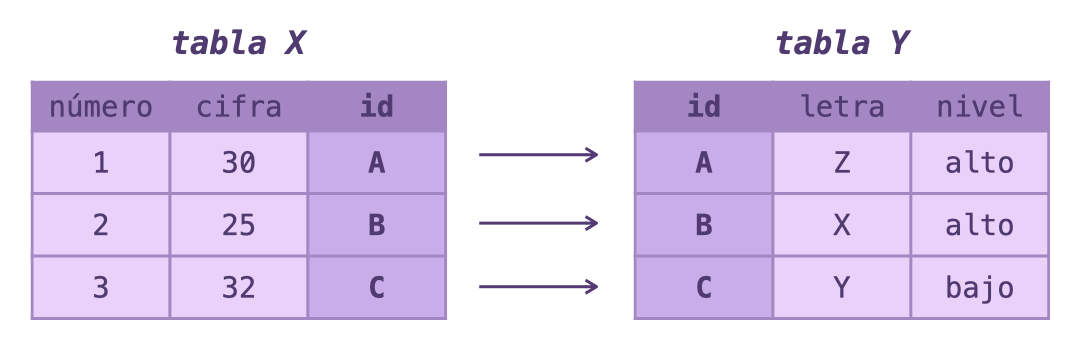 tabla X tabla Y
número cifra id id letra nivel
1 30 A A Z alto
2 25 B B X alto
3 32 C C Y bajo